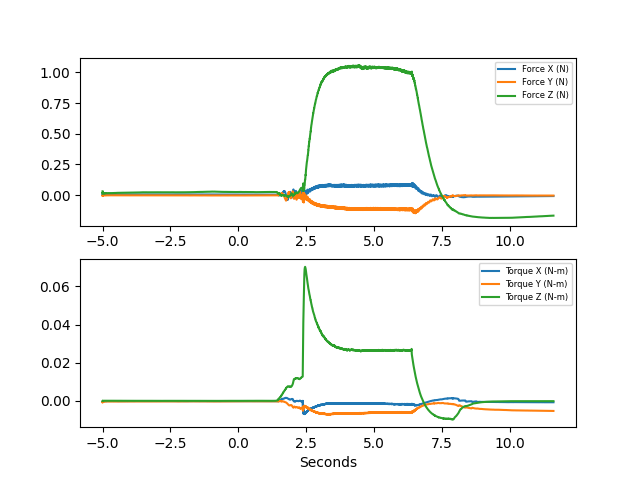 1.00
0.75
0.50
0.25
0.00
Force X (N)
Force Y (N)
Force Z (N)
−5.0 −2.5 0.0 2.5 5.0 7.5 10.0
0.06
0.04
0.02
0.00
Torque X (N-m)
Torque Y (N-m)
Torque Z (N-m)
−5.0 −2.5 0.0 2.5 5.0 7.5 10.0
Seconds